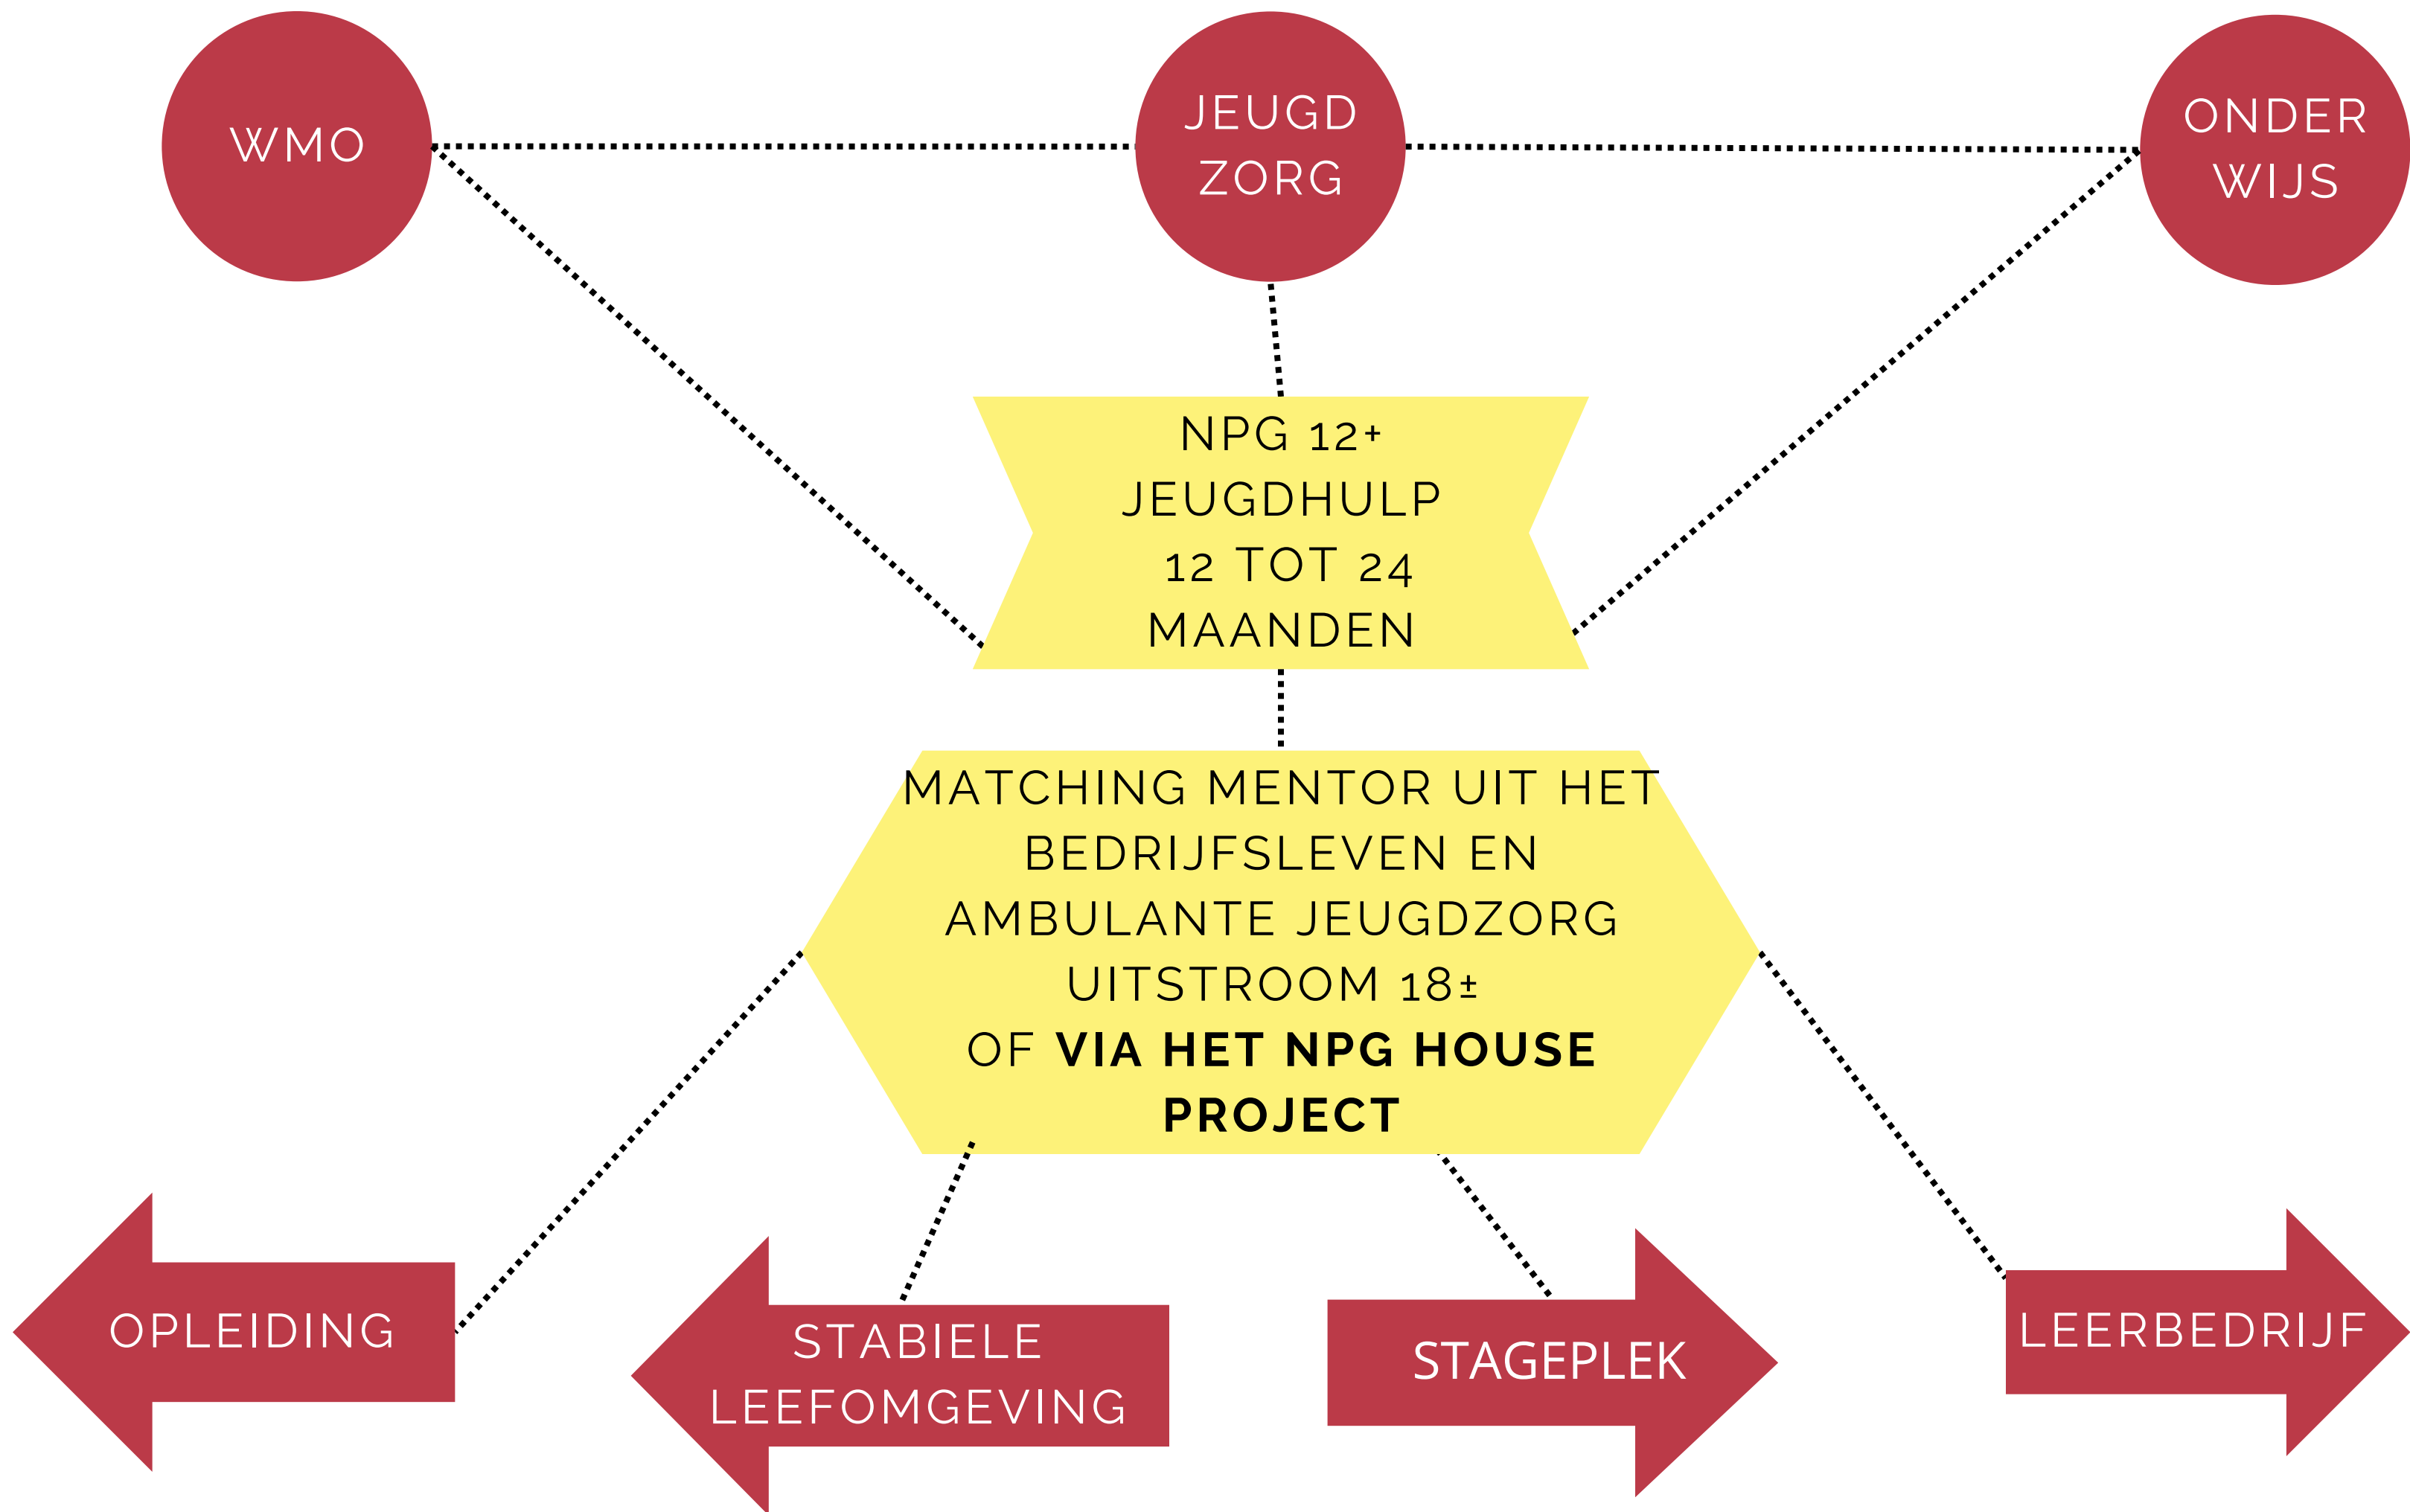 WMO
JEUGD
ZORG
ONDER
WIJS
NPG 12+
JEUGDHULP
12 TOT 24
MAANDEN
MATCHING MENTOR UIT HET
BEDRIJFSLEVEN EN
AMBULANTE JEUGDZORG
UITSTROOM 18±
OF VIA HET NPG HOUSE
PROJECT
OPLEIDING
STABIELE
LEEFOMGEVING
STAGEPLEK
LEERBEDRIJF